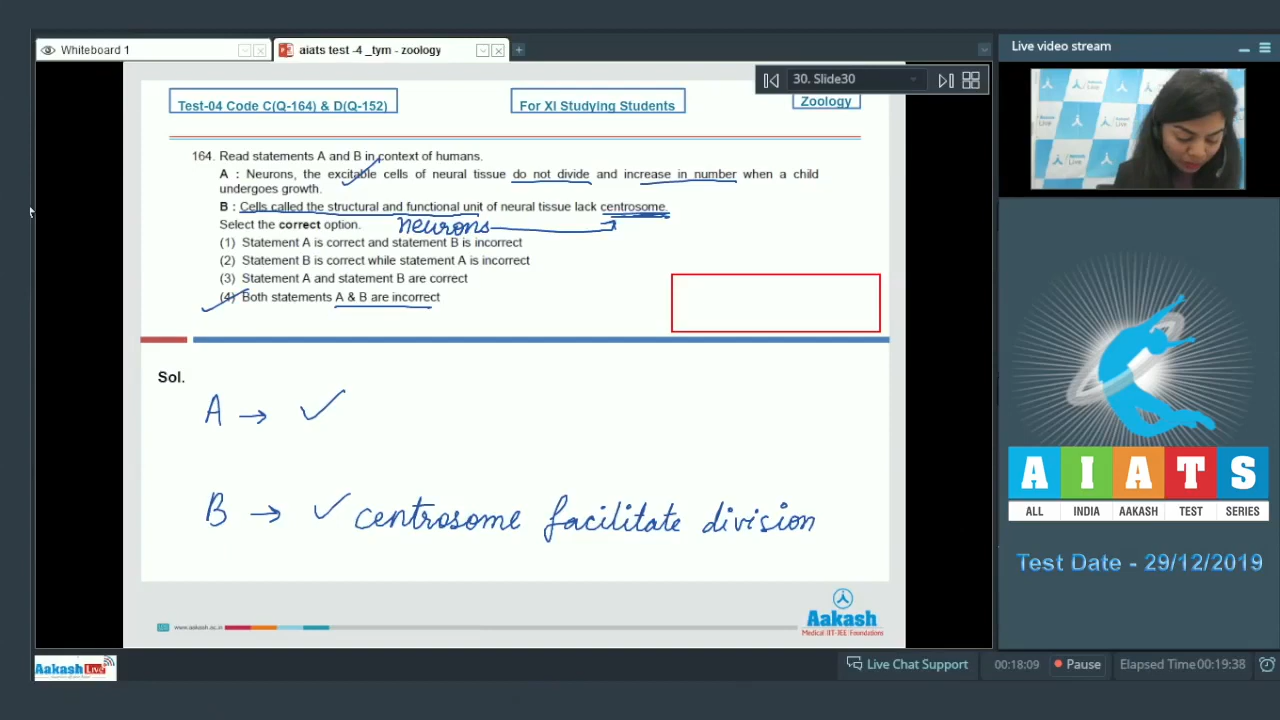 Whiteboard 1
aiats test -4 _tym - zoology
Live video stream
30. Slide30
Test-04 Code C(Q-164) & D(Q-152)
For XI Studying Students
Zoology
164. Read statements A and B in context of humans.
A : Neurons, the excitable cells of neural tissue do not divide and increase in number when a child
undergoes growth.
B : Cells called the structural and functional unit of neural tissue lack centrosome.
Select the correct option.
neurons
(1) Statement A is correct and statement B is incorrect
(2) Statement B is correct while statement A is incorrect
(3) Statement A and statement B are correct
(4) Both statements A & B are incorrect
Sol.
A → ✓
B → ✓ centrosome facilitate division
www.aakash.ac.in
Aakash
Medical|IIT-JEE|Foundations
Aakash Live
AIATS
ALL INDIA AAKASH TEST SERIES
Test Date - 29/12/2019
Live Chat Support
00:18:09
Pause
Elapsed Time 00:19:38